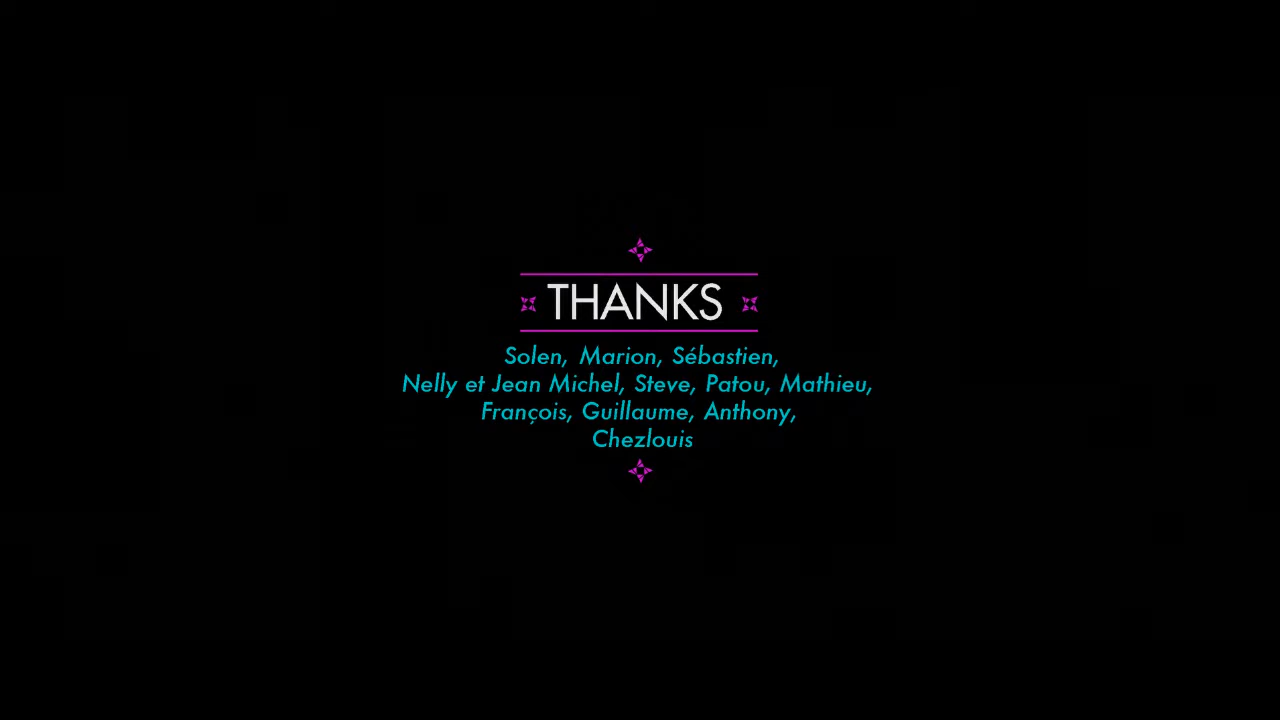 THANKS
Solen, Marion, Sébastien,
Nelly et Jean Michel, Steve, Patou, Mathieu,
François, Guillaume, Anthony,
Chezlouis